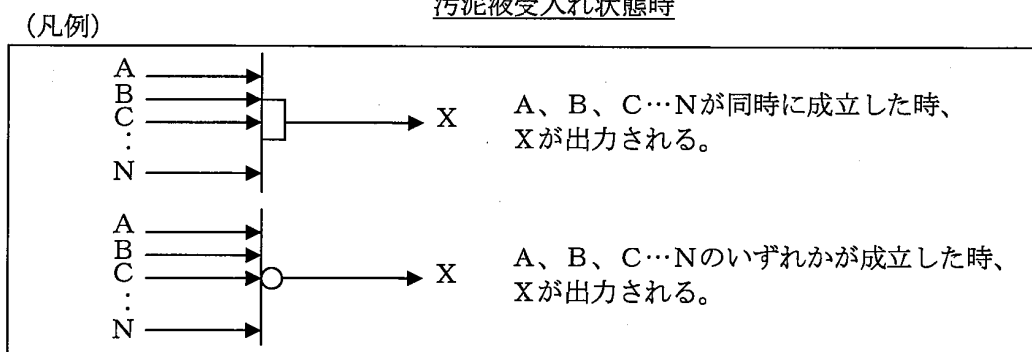 汚泥液受入れ状態時
(凡例)
A
B
C
:
N
X
A、B、C…Nが同時に成立した時、
Xが出力される。
A
B
C
:
N
X
A、B、C…Nのいずれかが成立した時、
Xが出力される。